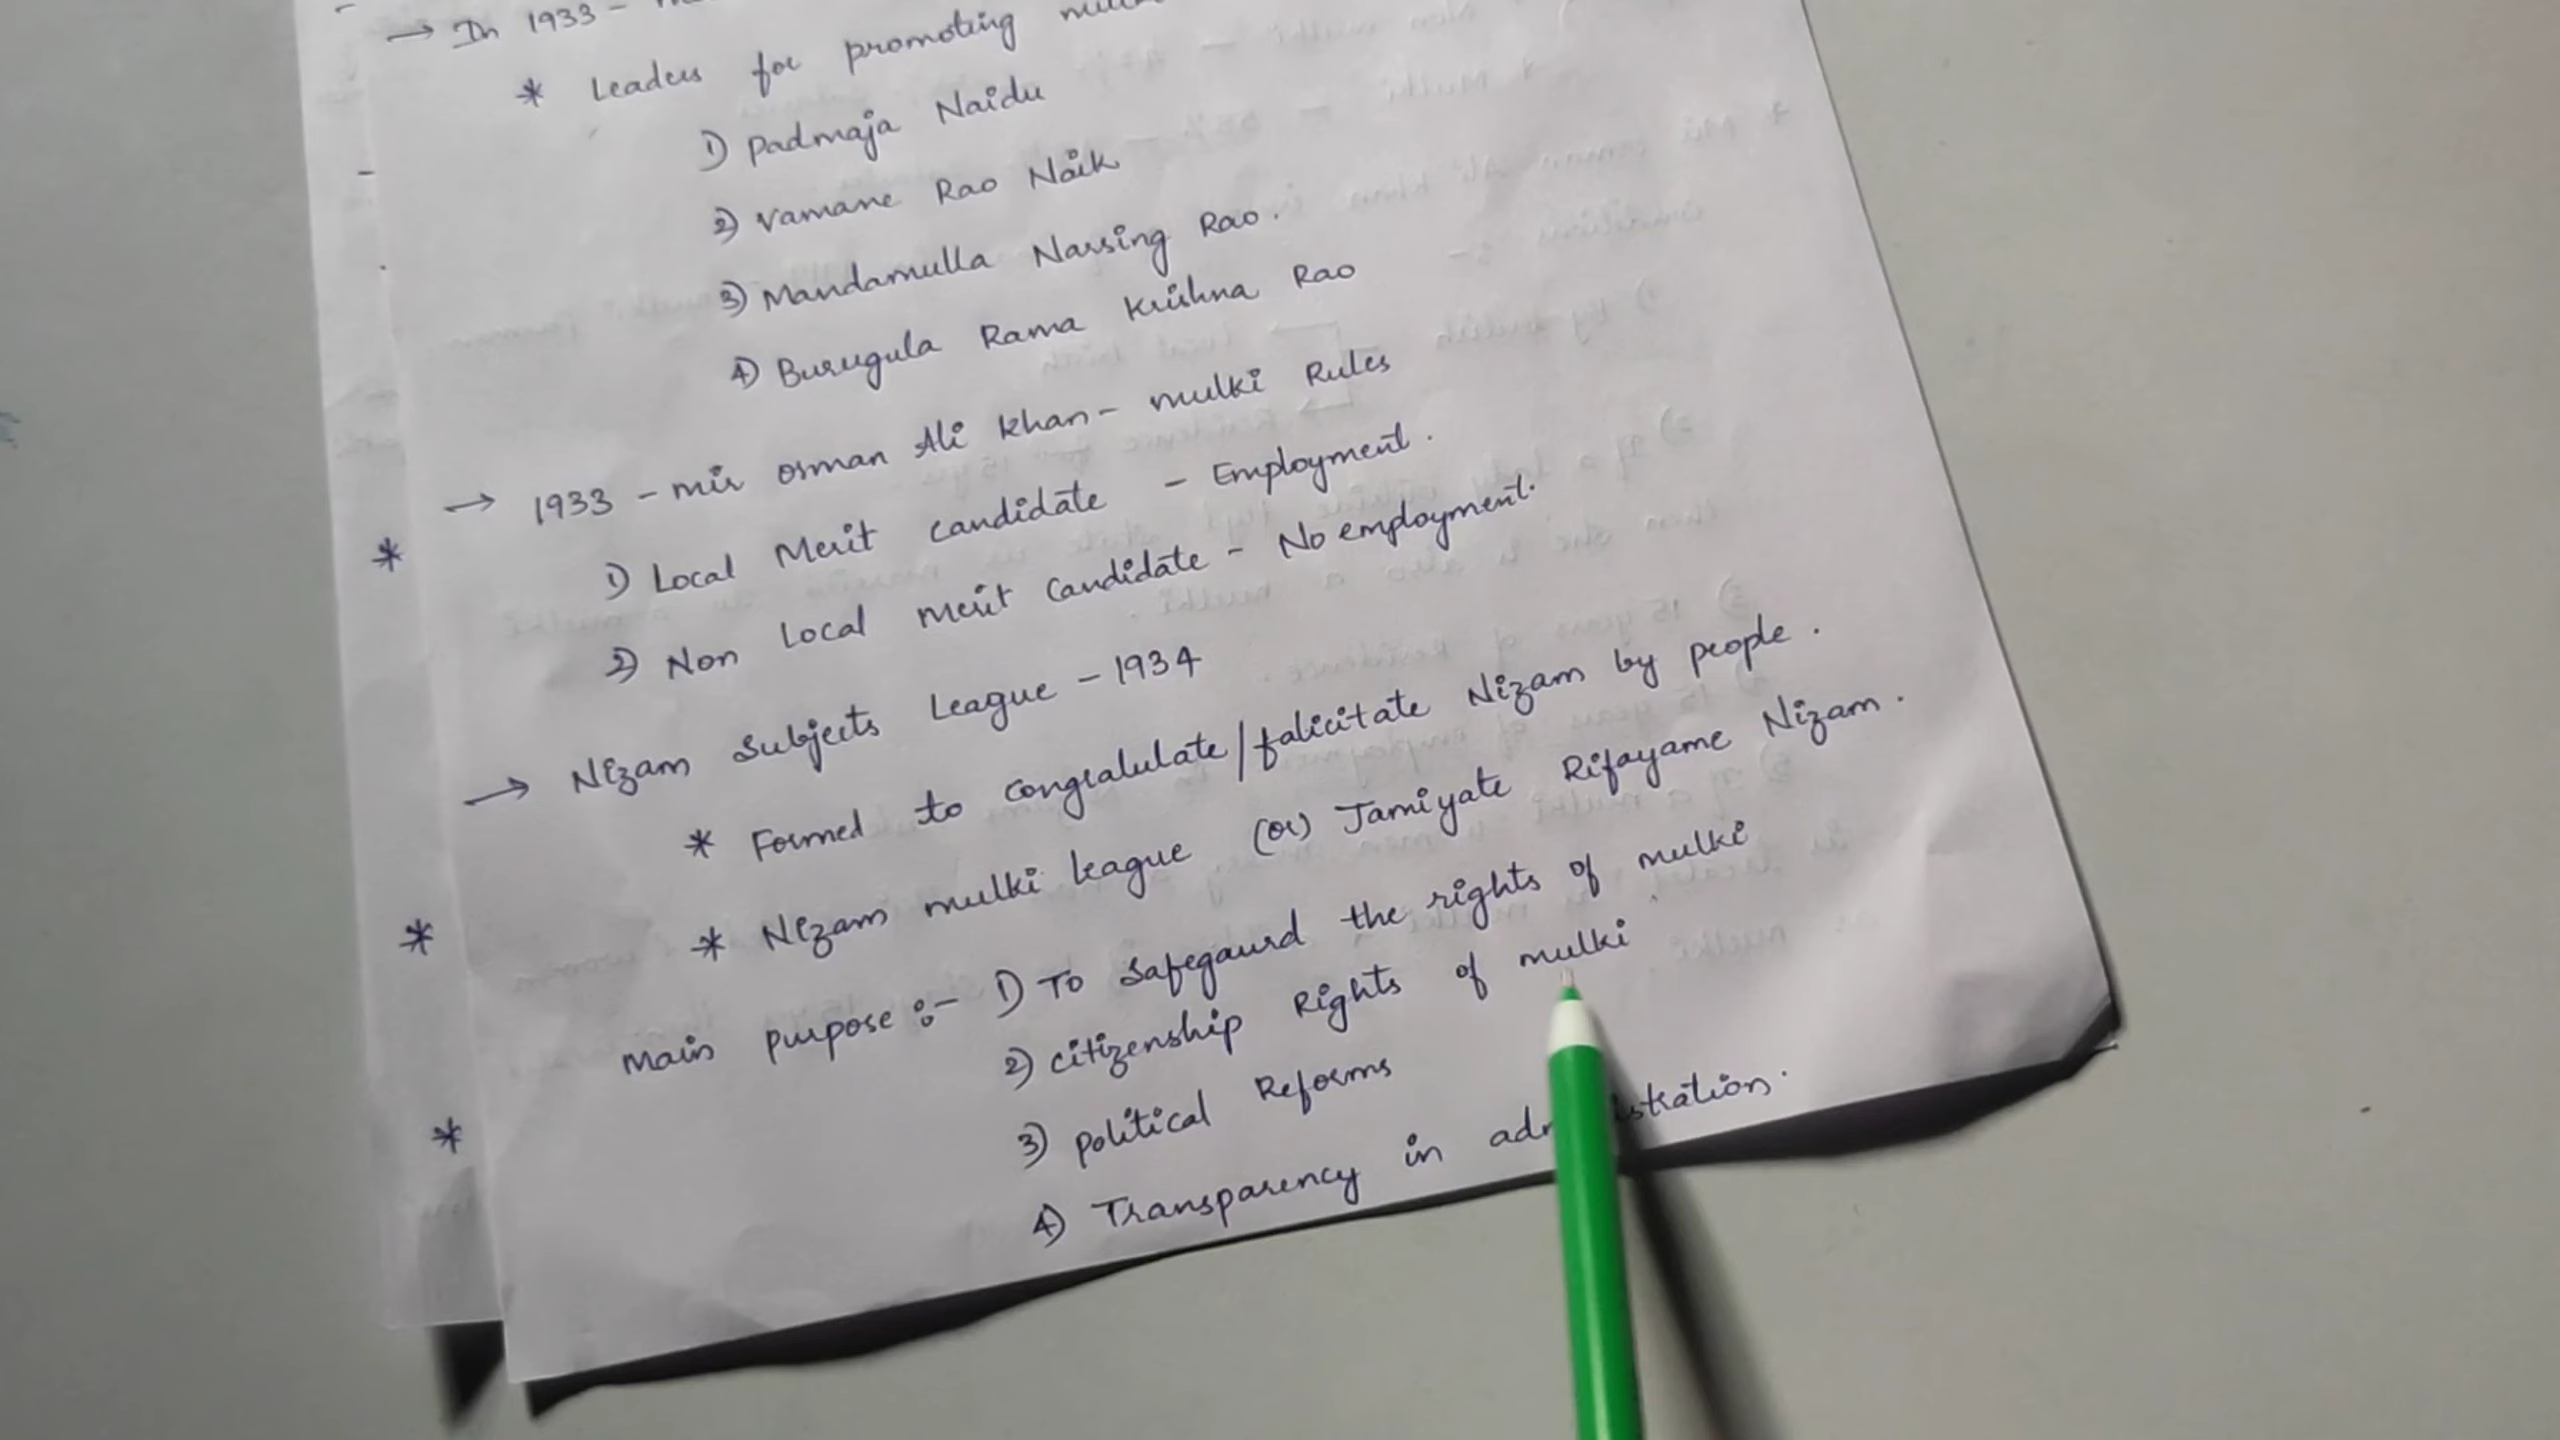 → In 1933 -
* Leaders for promoting
1) Padmaja Naidu
2) Vamane Rao Naik
3) Mandamulla Narsing Rao.
4) Burugula Rama Krishna Rao
→ 1933 - mir osman Ali khan - mulki Rules
1) Local Merit candidate - Employment.
2) Non Local merit candidate - No employment.
→ Nizam Subjects League - 1934
* Formed to congralulate/falicitate Nizam by people.
* Nizam mulki league (or) Jamiyate Rifayame Nizam.
main purpose :- 1) To safegaurd the rights of mulki
2) citizenship Rights of mulki
3) political Reforms
4) Transparency in